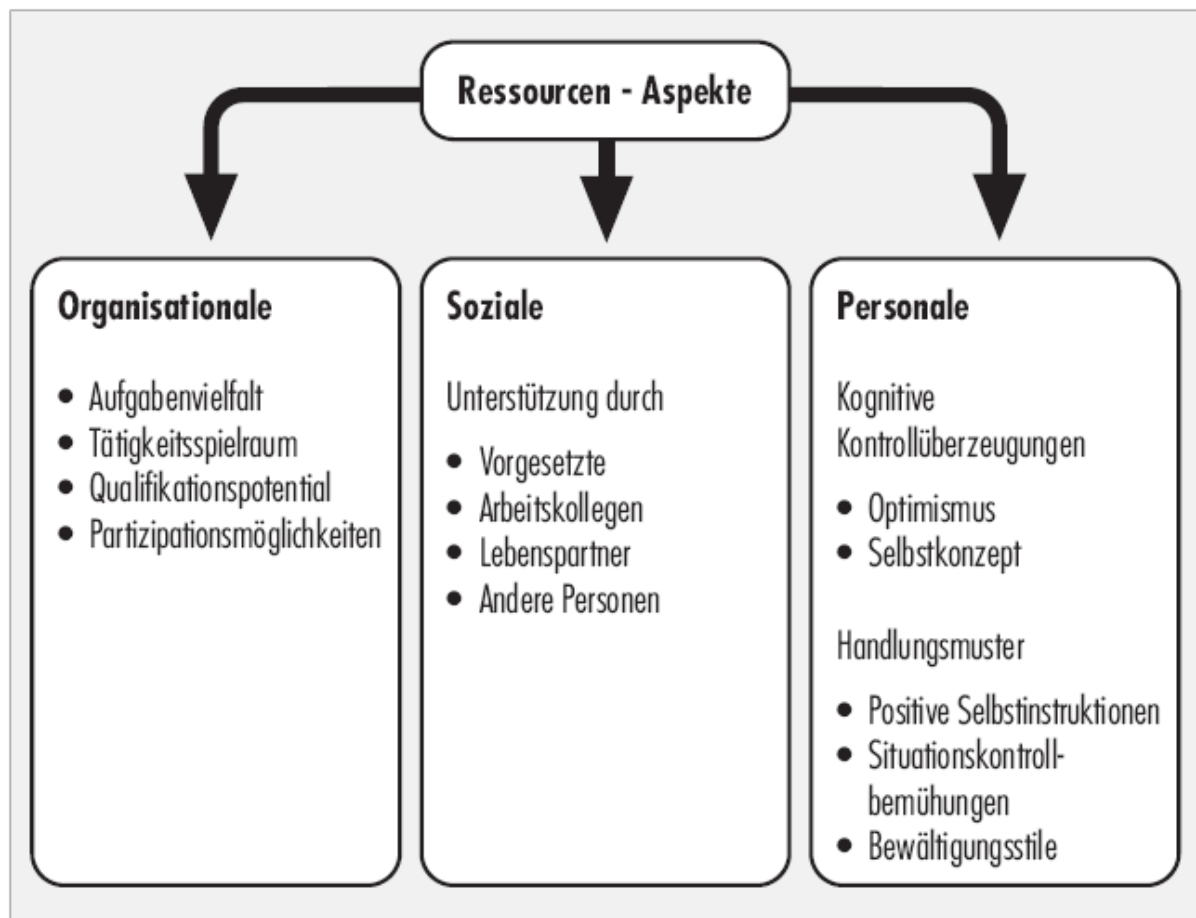 Ressourcen - Aspekte
Organisationale
• Aufgabenvielfalt
• Tätigkeitsspielraum
• Qualifikationspotential
• Partizipationsmöglichkeiten
Soziale
Unterstützung durch
• Vorgesetzte
• Arbeitskollegen
• Lebenspartner
• Andere Personen
Personale
Kognitive
Kontrollüberzeugungen
• Optimismus
• Selbstkonzept
Handlungsmuster
• Positive Selbstinstruktionen
• Situationskontroll-
bemühungen
• Bewältigungsstile